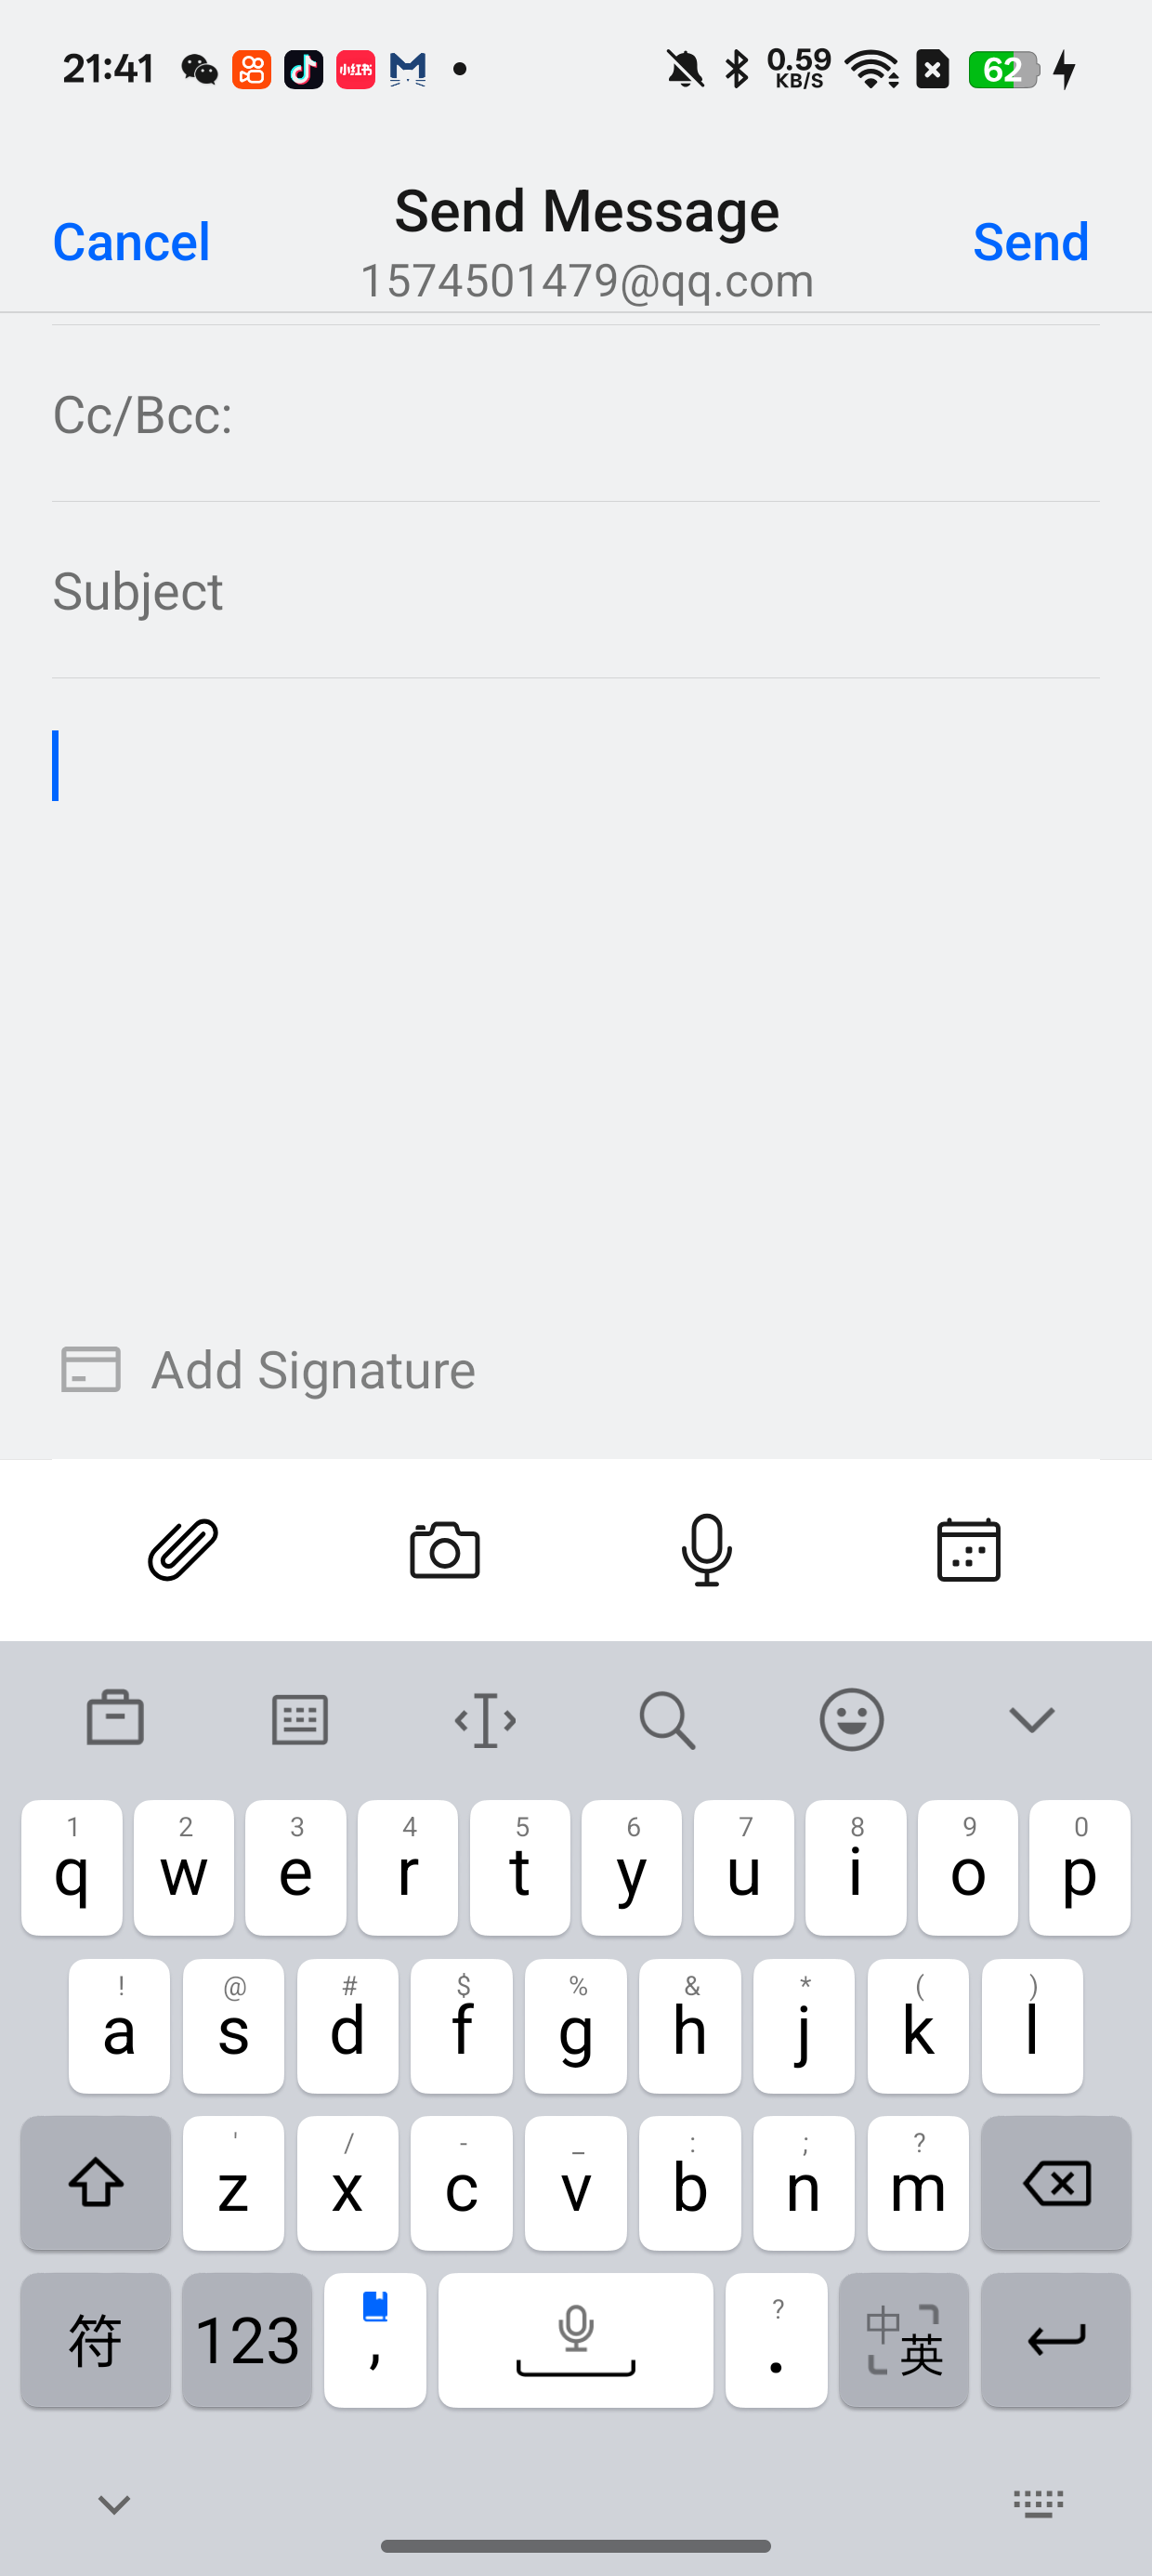 21:41 小红书 0.59 KB/S 62
Cancel Send Message Send
1574501479@qq.com
Cc/Bcc:
Subject
Add Signature
1 2 3 4 5 6 7 8 9 0
q w e r t y u i o p
! @ # $ % & * ( )
a s d f g h j k l
' / - _ : ; ?
z x c v b n m
符 123 , ? . 中 英